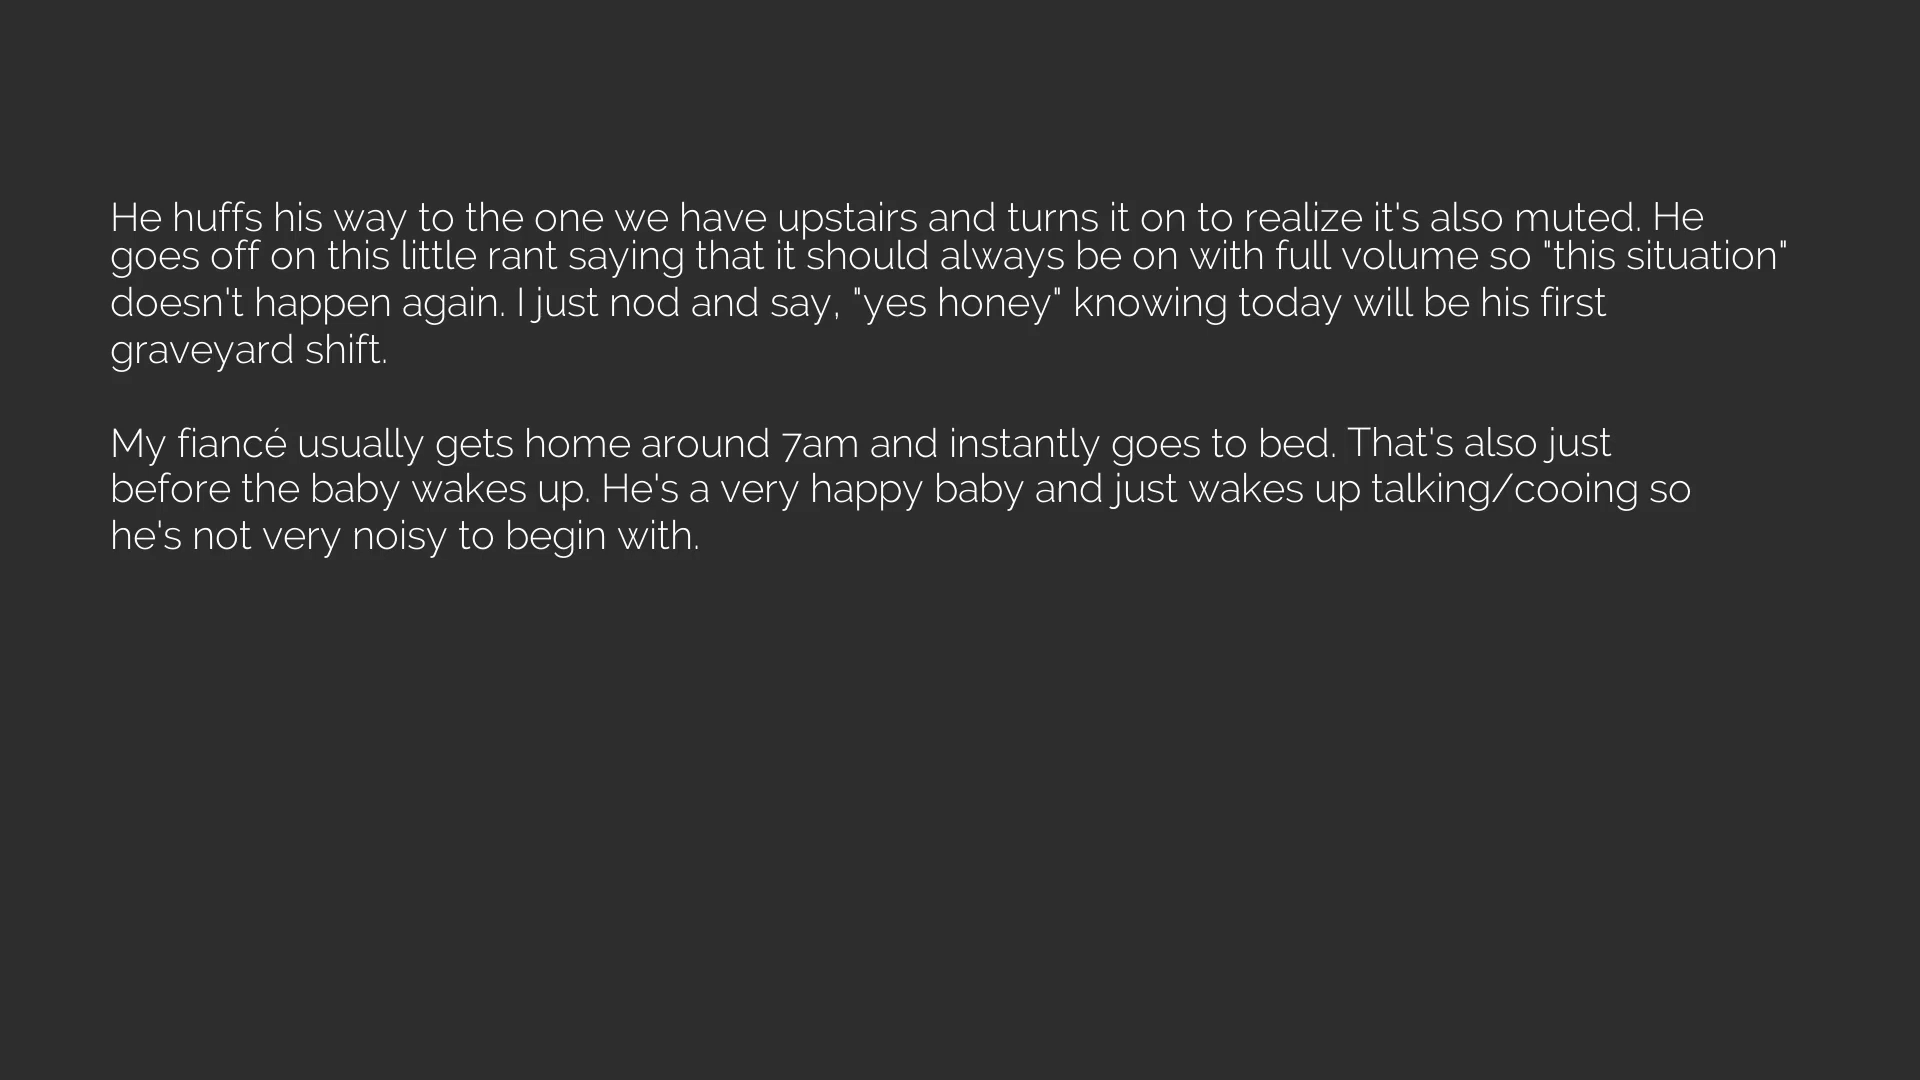 He huffs his way to the one we have upstairs and turns it on to realize it's also muted. He
goes off on this little rant saying that it should always be on with full volume so "this situation"
doesn't happen again. I just nod and say, "yes honey" knowing today will be his first
graveyard shift.
My fiancé usually gets home around 7am and instantly goes to bed. That's also just
before the baby wakes up. He's a very happy baby and just wakes up talking/cooing so
he's not very noisy to begin with.